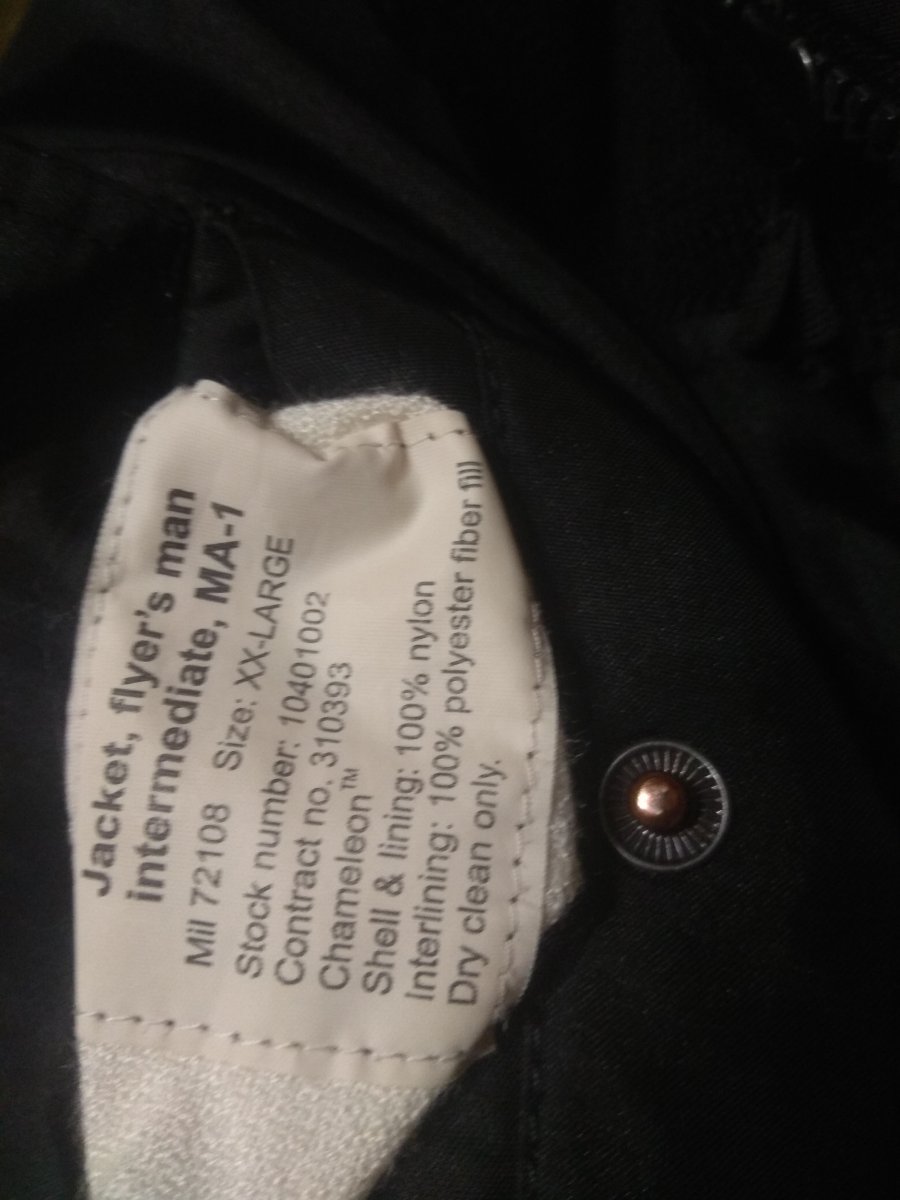 Jacket, flyer's man
intermediate, MA-1
Mil 72108 Size: XX-LARGE
Stock number: 10401002
Contract no. 310393
Chameleon™
Shell & lining: 100% nylon
Interlining: 100% polyester fiber fill
Dry clean only.